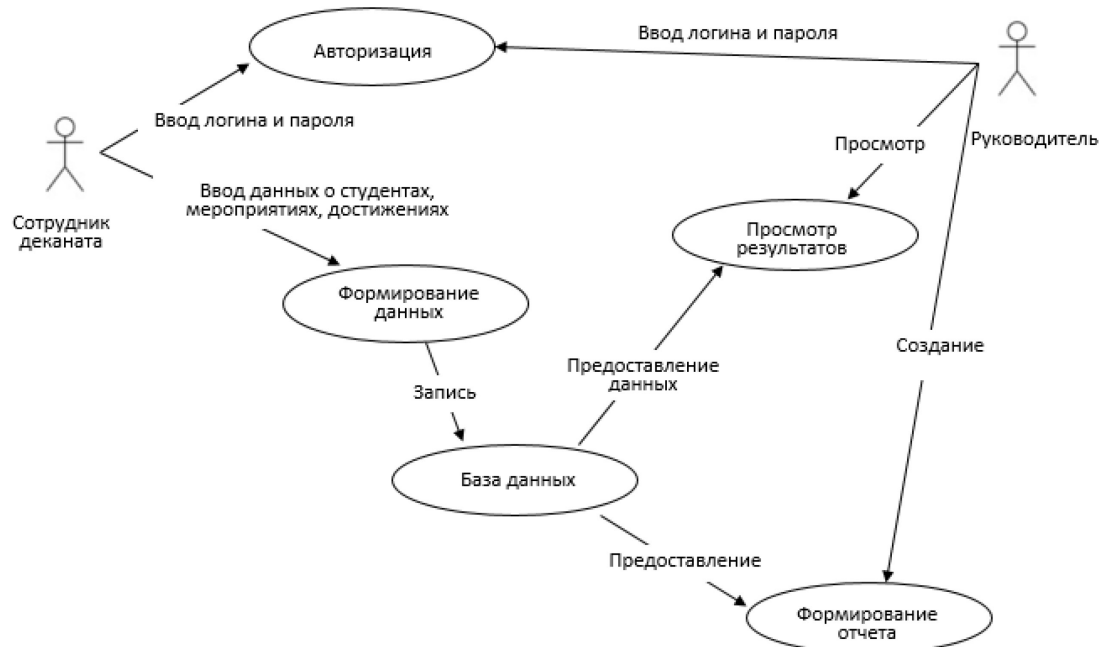 Ввод логина и пароля
Авторизация
Ввод логина и пароля
Просмотр
Руководитель
Ввод данных о студентах,
мероприятиях, достижениях
Сотрудник
деканата
Просмотр
результатов
Формирование
данных
Создание
Предоставление
данных
Запись
База данных
Предоставление
Формирование
отчета